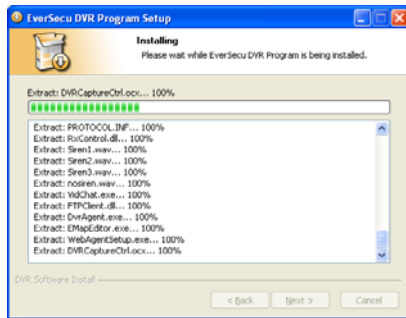 EverSecu DVR Program Setup
Installing
Please wait while EverSecu DVR Program is being installed.
Extract: DVRCaptureCtrl.ocx... 100%
Extract: PROTOCOL.INF... 100%
Extract: RxControl.dll... 100%
Extract: Siren1.wav... 100%
Extract: Siren2.wav... 100%
Extract: Siren3.wav... 100%
Extract: nosiren.wav... 100%
Extract: VidChat.exe... 100%
Extract: FTPClient.dll... 100%
Extract: DvrAgent.exe... 100%
Extract: EMapEditor.exe... 100%
Extract: WebAgentSetup.exe... 100%
Extract: DVRCaptureCtrl.ocx... 100%
DVR Software Install
< Back
Next >
Cancel